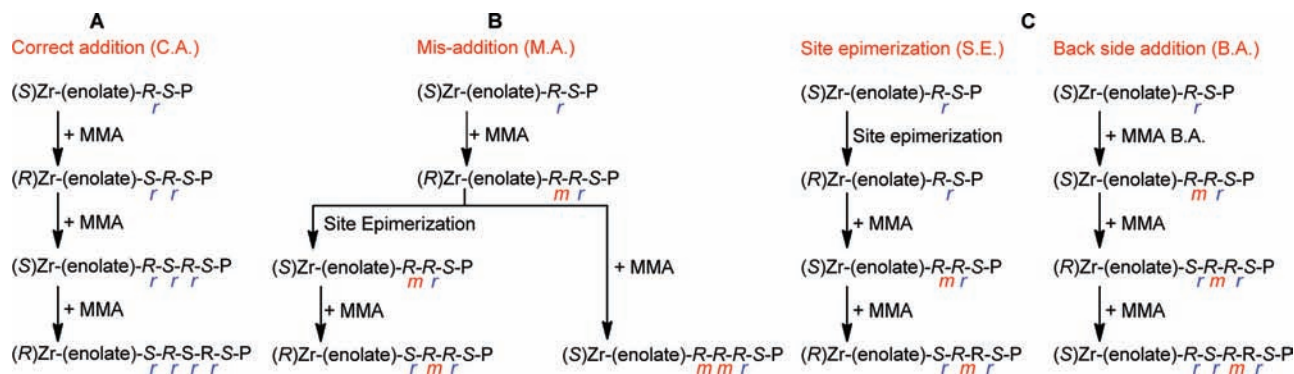 A
Correct addition (C.A.)
(S)Zr-(enolate)-R-S-P
r
+ MMA
(R)Zr-(enolate)-S-R-S-P
r r
+ MMA
(S)Zr-(enolate)-R-S-R-S-P
r r r
+ MMA
(R)Zr-(enolate)-S-R-S-R-S-P
r r r r
B
Mis-addition (M.A.)
(S)Zr-(enolate)-R-S-P
r
+ MMA
(R)Zr-(enolate)-R-R-S-P
m r
Site Epimerization
(S)Zr-(enolate)-R-R-S-P
m r
+ MMA
(R)Zr-(enolate)-S-R-R-S-P
r m r
+ MMA
(S)Zr-(enolate)-R-R-R-S-P
m m r
C
Site epimerization (S.E.)
(S)Zr-(enolate)-R-S-P
r
Site epimerization
(R)Zr-(enolate)-R-S-P
r
+ MMA
(S)Zr-(enolate)-R-R-S-P
m r
+ MMA
(R)Zr-(enolate)-S-R-R-S-P
r m r
Back side addition (B.A.)
(S)Zr-(enolate)-R-S-P
r
+ MMA B.A.
(S)Zr-(enolate)-R-R-S-P
m r
+ MMA
(R)Zr-(enolate)-S-R-R-S-P
r m r
+ MMA
(S)Zr-(enolate)-R-S-R-R-S-P
r r m r